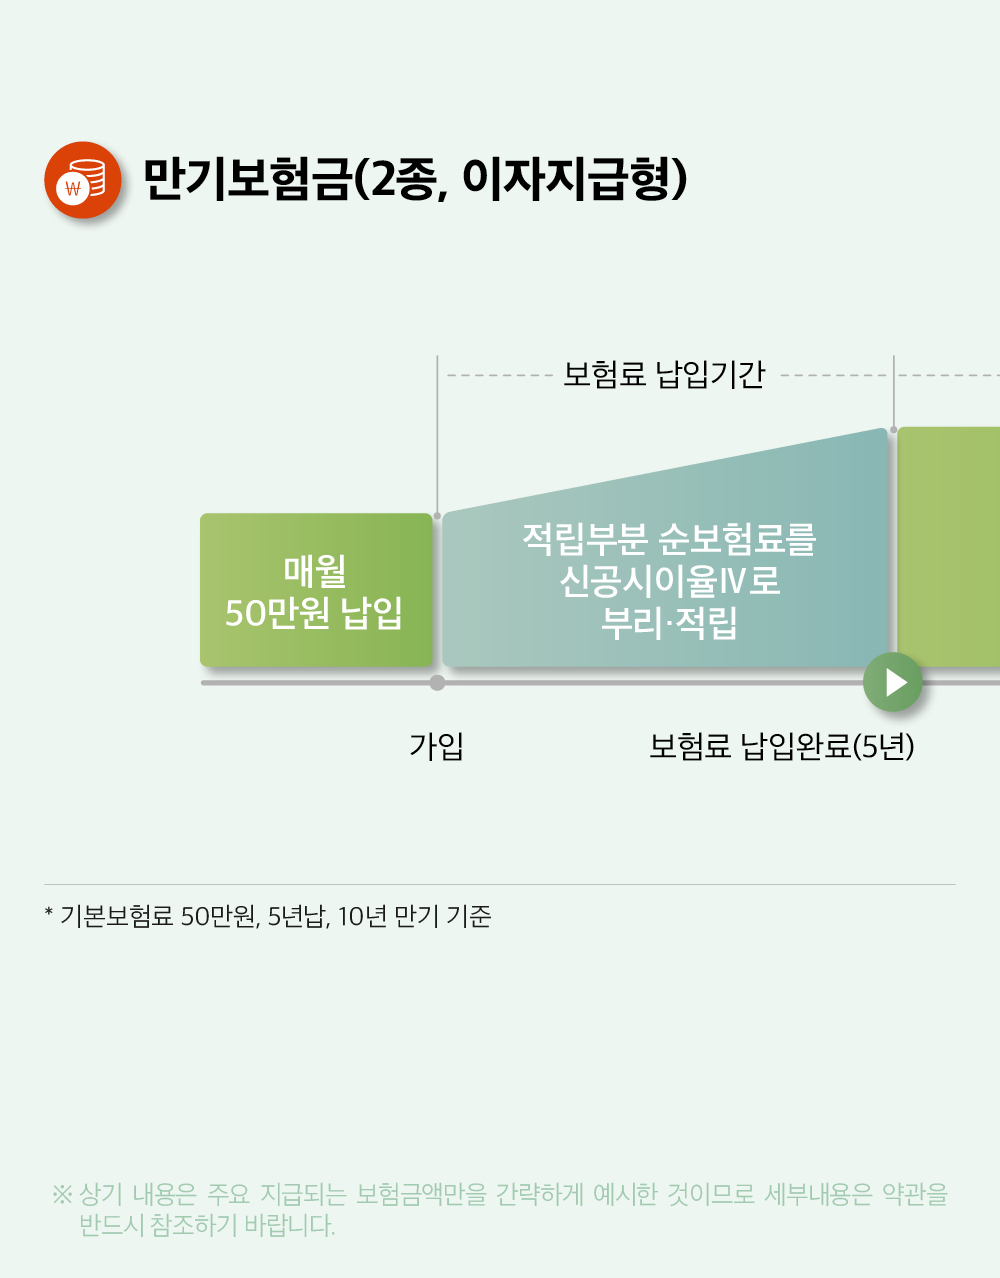 ₩ 만기보험금(2종, 이자지급형)
보험료 납입기간
매월
50만원 납입
적립부분 순보험료를
신공시이율Ⅳ로
부리·적립
가입
보험료 납입완료(5년)
* 기본보험료 50만원, 5년납, 10년 만기 기준
※ 상기 내용은 주요 지급되는 보험금액만을 간략하게 예시한 것이므로 세부내용은 약관을
반드시 참조하기 바랍니다.